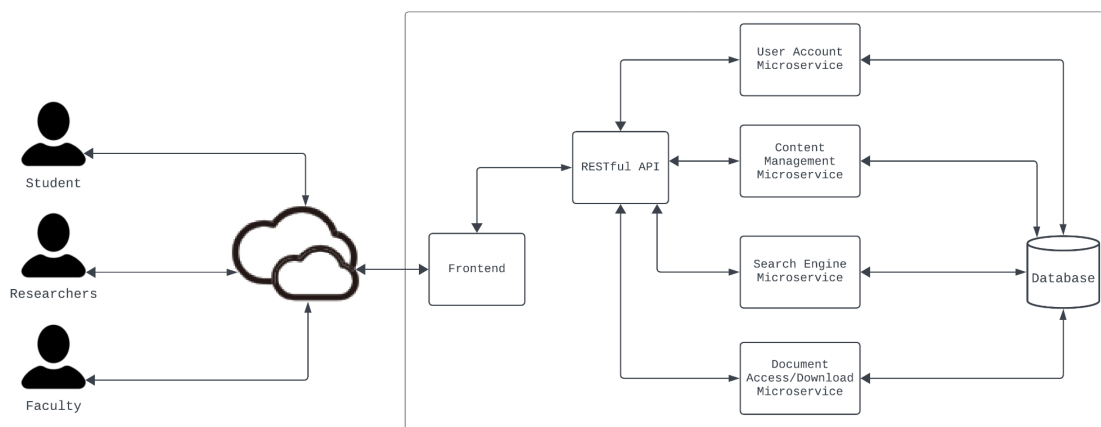 Student
Researchers
Faculty
Frontend
RESTful API
User Account
Microservice
Content
Management
Microservice
Search Engine
Microservice
Document
Access/Download
Microservice
Database